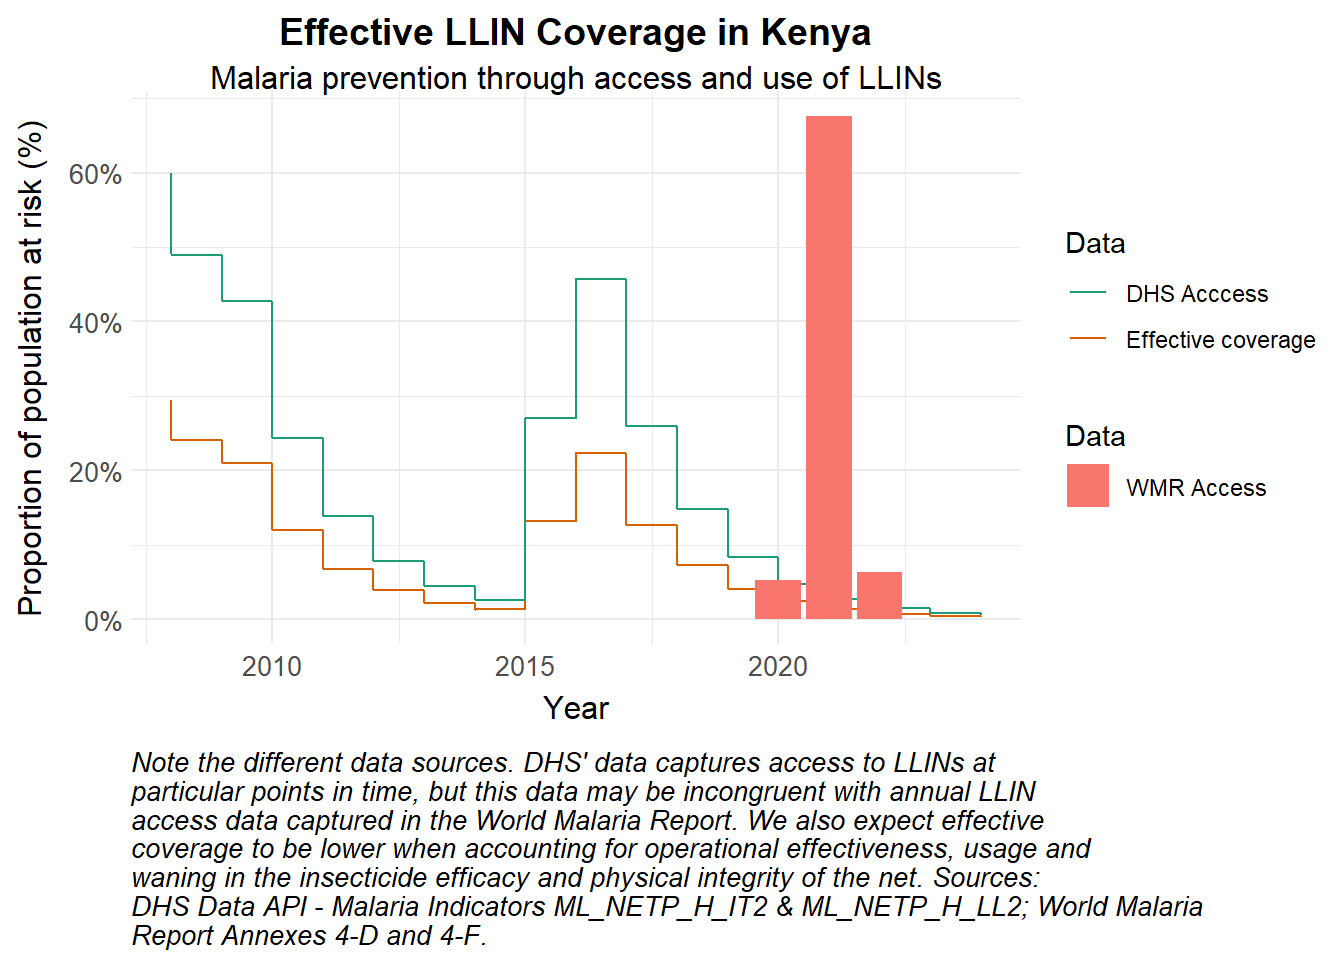 Effective LLIN Coverage in Kenya
Malaria prevention through access and use of LLINs
Proportion of population at risk (%)
60%
40%
20%
0%
2010
2015
2020
Year
Data
DHS Acccess
Effective coverage
Data
WMR Access
Note the different data sources. DHS' data captures access to LLINs at
particular points in time, but this data may be incongruent with annual LLIN
access data captured in the World Malaria Report. We also expect effective
coverage to be lower when accounting for operational effectiveness, usage and
waning in the insecticide efficacy and physical integrity of the net. Sources:
DHS Data API - Malaria Indicators ML_NETP_H_IT2 & ML_NETP_H_LL2; World Malaria
Report Annexes 4-D and 4-F.